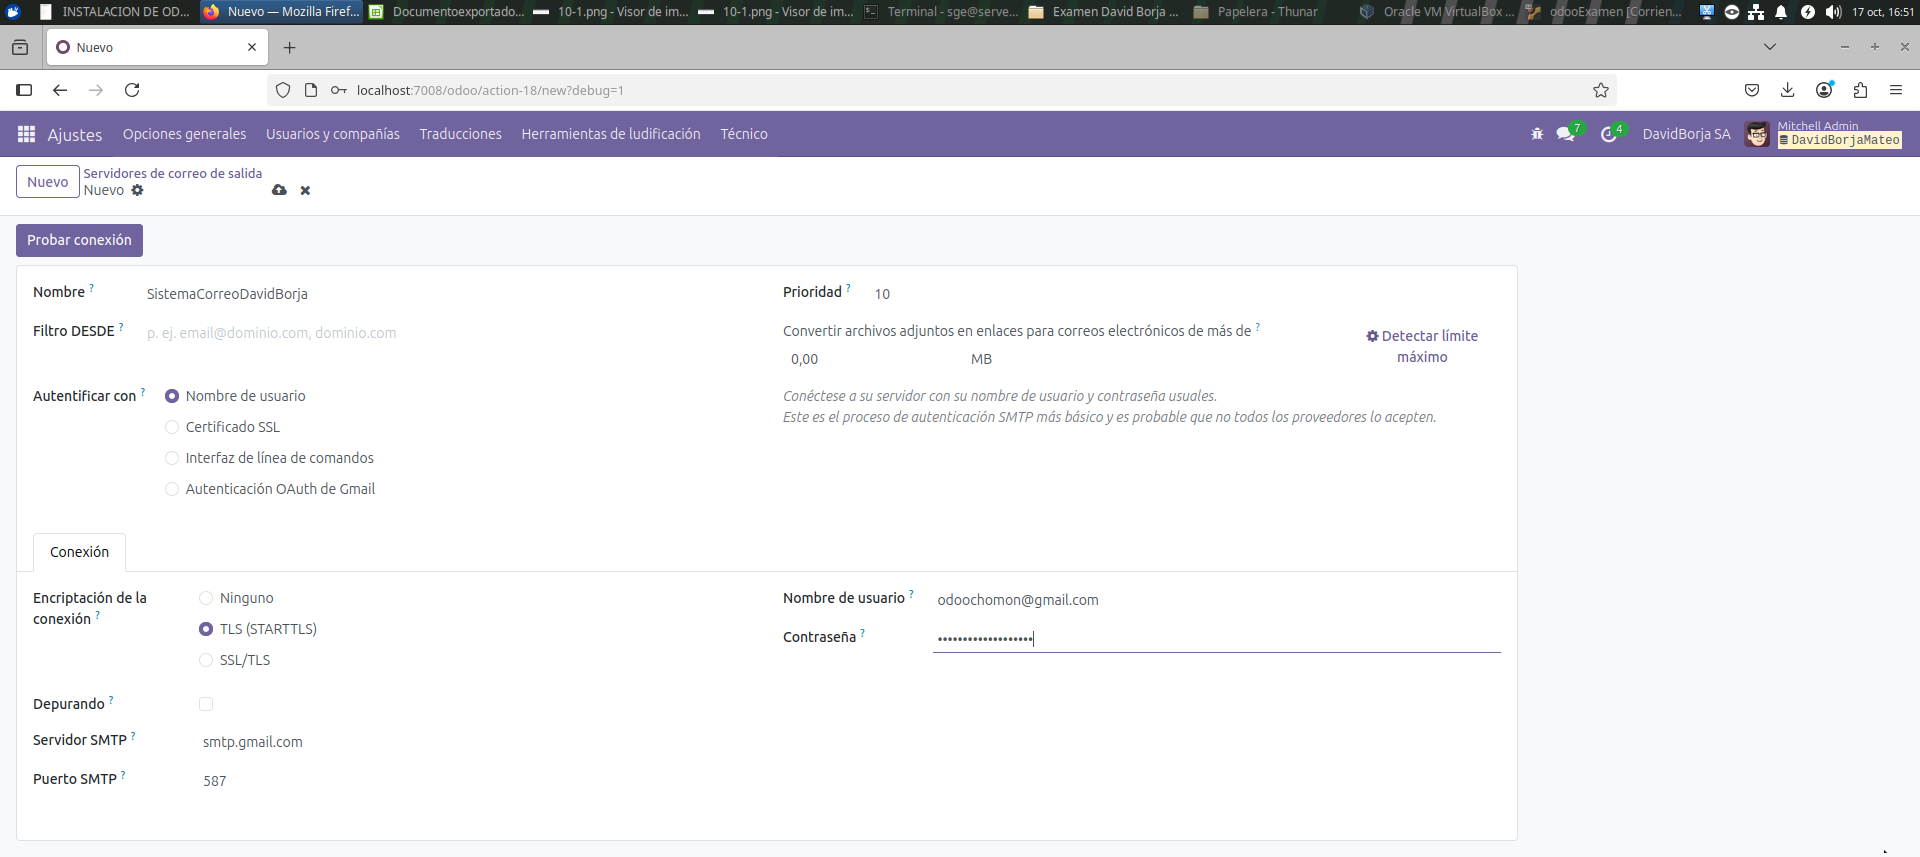 INSTALACION DE OD...
Nuevo — Mozilla Firef...
Documentoexportado...
10-1.png - Visor de im...
10-1.png - Visor de im...
Terminal - sge@serve...
Examen David Borja ...
Papelera - Thunar
Oracle VM VirtualBox ...
odooExamen [Corrien...
17 oct, 16:51
Nuevo
localhost:7008/odoo/action-18/new?debug=1
Ajustes
Opciones generales
Usuarios y compañías
Traducciones
Herramientas de ludificación
Técnico
7
4
DavidBorja SA
Mitchell Admin
DavidBorjaMateo
Nuevo
Servidores de correo de salida
Nuevo
Probar conexión
Nombre ?
SistemaCorreoDavidBorja
Prioridad ?
10
Filtro DESDE ?
p. ej. email@dominio.com, dominio.com
Convertir archivos adjuntos en enlaces para correos electrónicos de más de ?
0,00
MB
Detectar límite
máximo
Autentificar con ?
Nombre de usuario
Certificado SSL
Interfaz de línea de comandos
Autenticación OAuth de Gmail
Conéctese a su servidor con su nombre de usuario y contraseña usuales.
Este es el proceso de autenticación SMTP más básico y es probable que no todos los proveedores lo acepten.
Conexión
Encriptación de la
conexión ?
Ninguno
TLS (STARTTLS)
SSL/TLS
Nombre de usuario ?
odoochomon@gmail.com
Contraseña ?
•••••••••••••••••••
Depurando ?
Servidor SMTP ?
smtp.gmail.com
Puerto SMTP ?
587